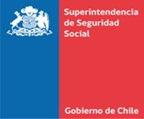 Superintendencia
de Seguridad
Social
Gobierno de Chile